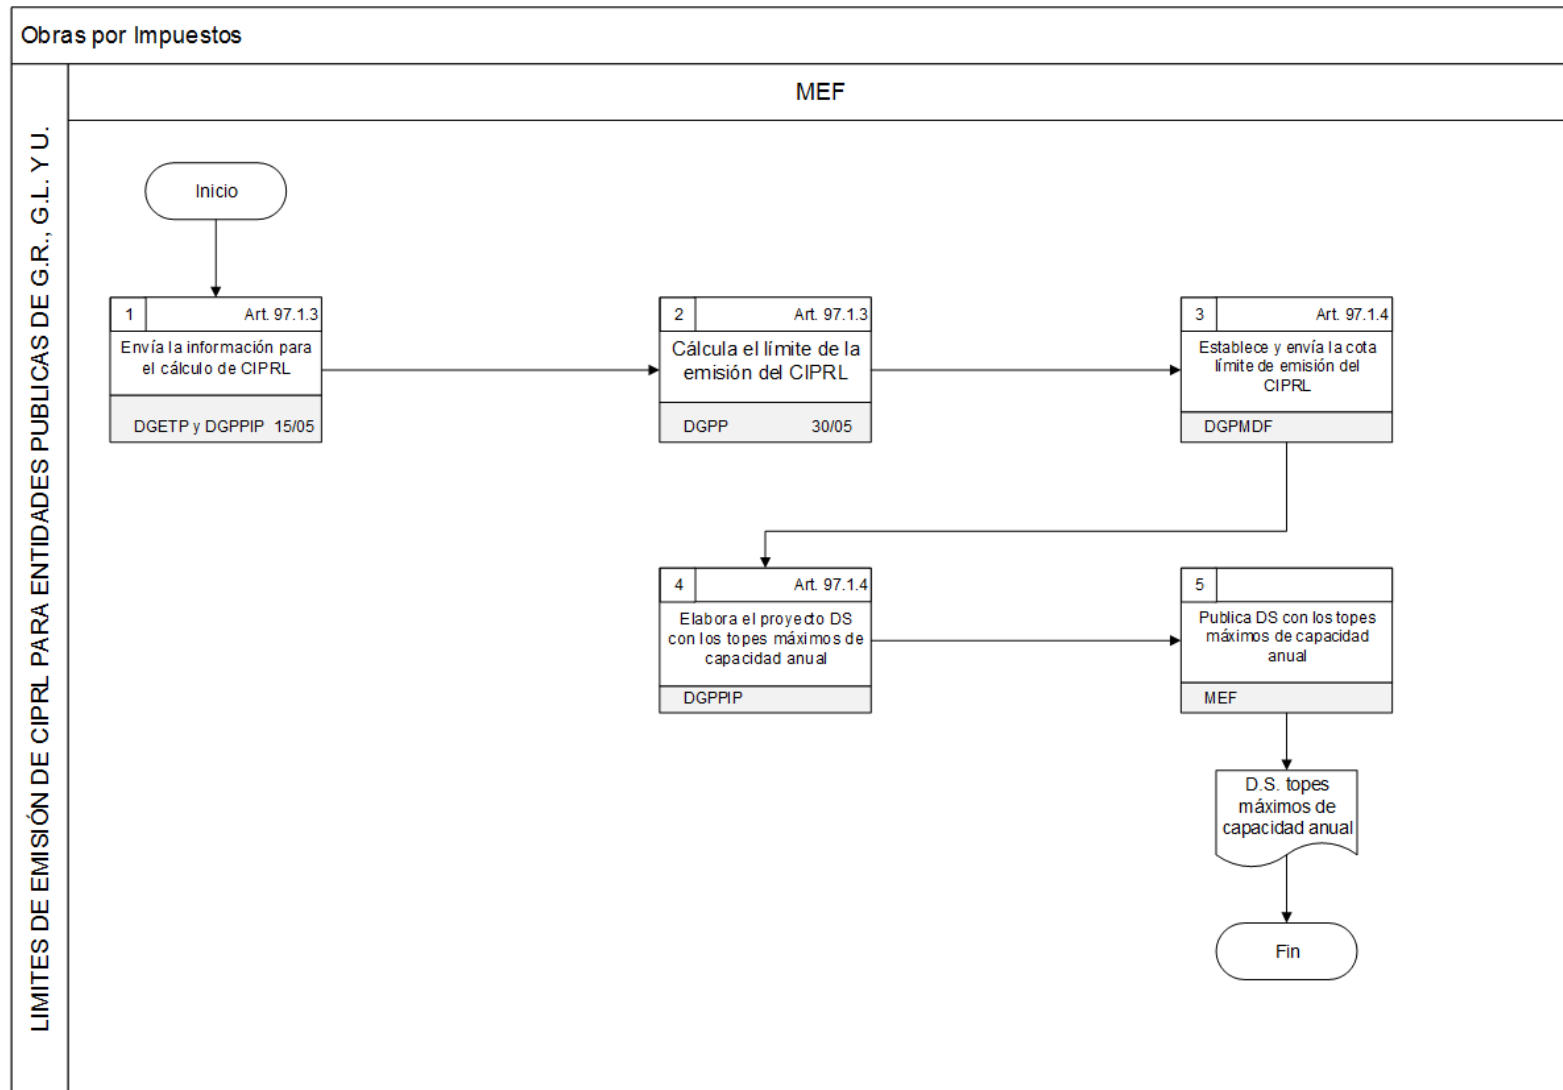 Obras por Impuestos
MEF
LIMITES DE EMISIÓN DE CIPRL PARA ENTIDADES PUBLICAS DE G.R., G.L. Y U.
Inicio
1
Art. 97.1.3
Envía la información para
el cálculo de CIPRL
DGETP y DGPPIP 15/05
2
Art. 97.1.3
Cálcula el límite de la
emisión del CIPRL
DGPP 30/05
3
Art. 97.1.4
Establece y envía la cota
límite de emisión del
CIPRL
DGPMDF
4
Art. 97.1.4
Elabora el proyecto DS
con los topes máximos de
capacidad anual
DGPPIP
5
Publica DS con los topes
máximos de capacidad
anual
MEF
D.S. topes
máximos de
capacidad anual
Fin